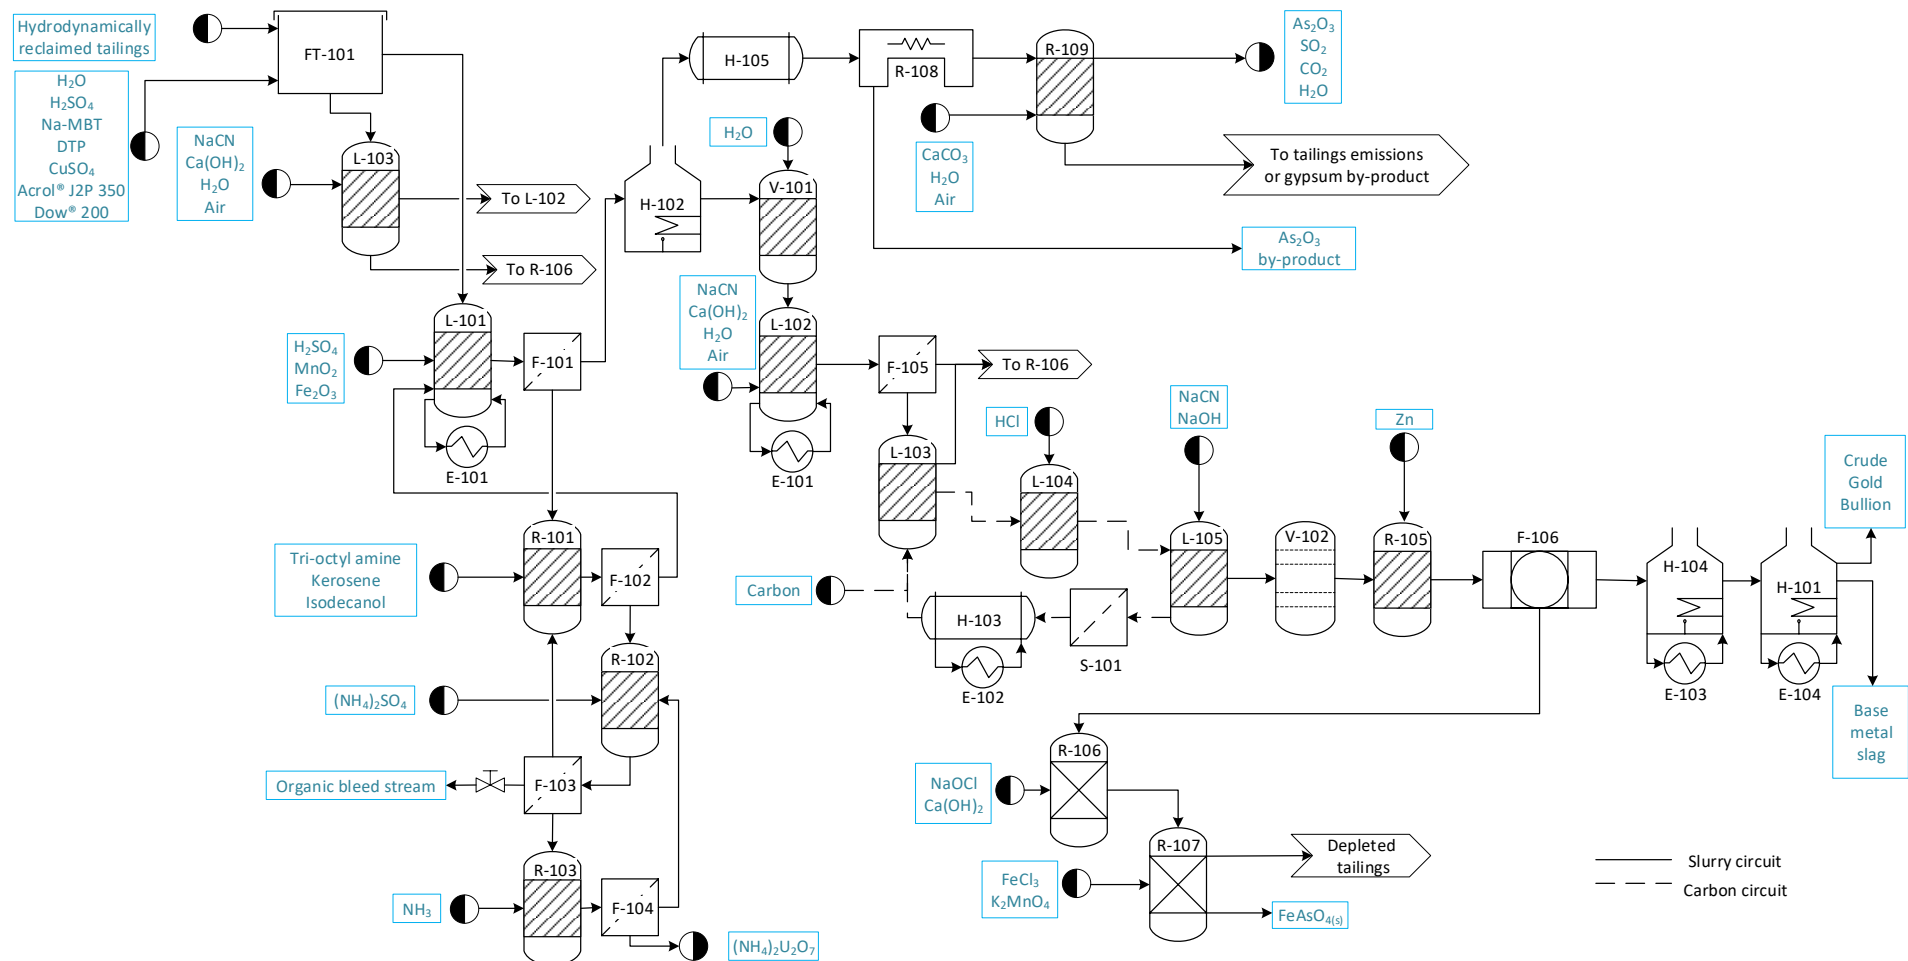 Hydrodynamically
reclaimed tailings
FT-101
H₂O
H₂SO₄
Na-MBT
DTP
CuSO₄
Acrol® J2P 350
Dow® 200
NaCN
Ca(OH)₂
H₂O
Air
L-103
To L-102
To R-106
H-105
R-108
R-109
As₂O₃
SO₂
CO₂
H₂O
CaCO₃
H₂O
Air
To tailings emissions
or gypsum by-product
As₂O₃
by-product
H₂O
H-102
V-101
L-101
H₂SO₄
MnO₂
Fe₂O₃
F-101
E-101
NaCN
Ca(OH)₂
H₂O
Air
L-102
E-101
F-105
To R-106
L-103
HCl
L-104
NaCN
NaOH
L-105
V-102
Zn
R-105
F-106
H-104
H-101
E-103
E-104
Crude
Gold
Bullion
Base
metal
slag
Carbon
H-103
E-102
S-101
R-101
Tri-octyl amine
Kerosene
Isodecanol
F-102
R-102
(NH₄)₂SO₄
Organic bleed stream
F-103
R-103
NH₃
F-104
(NH₄)₂U₂O₇
R-106
NaOCl
Ca(OH)₂
R-107
FeCl₃
K₂MnO₄
Depleted
tailings
FeAsO₄₍ₛ₎
Slurry circuit
Carbon circuit